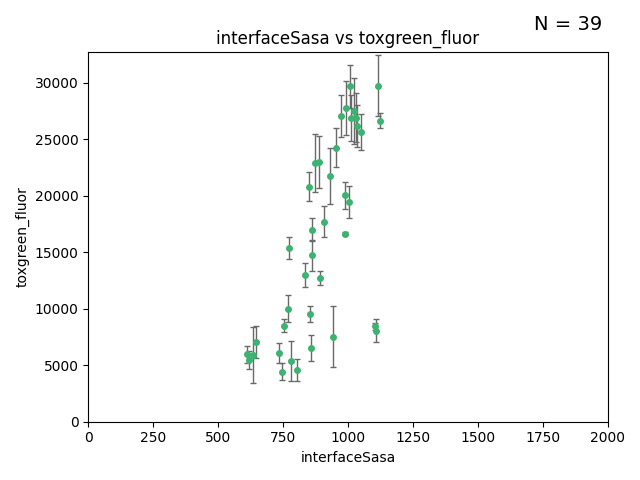 N = 39
interfaceSasa vs toxgreen_fluor
toxgreen_fluor
30000
25000
20000
15000
10000
5000
0
0 250 500 750 1000 1250 1500 1750 2000
interfaceSasa